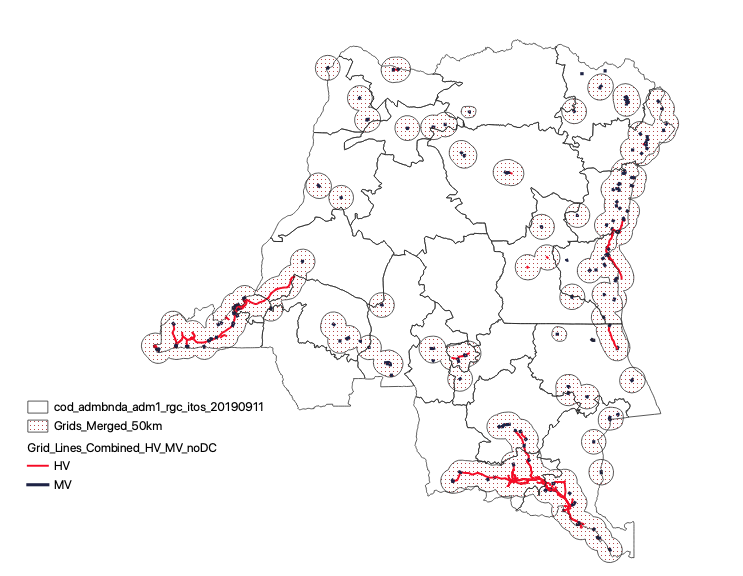 cod_admbnda_adm1_rgc_itos_20190911
Grids_Merged_50km
Grid_Lines_Combined_HV_MV_noDC
HV
MV